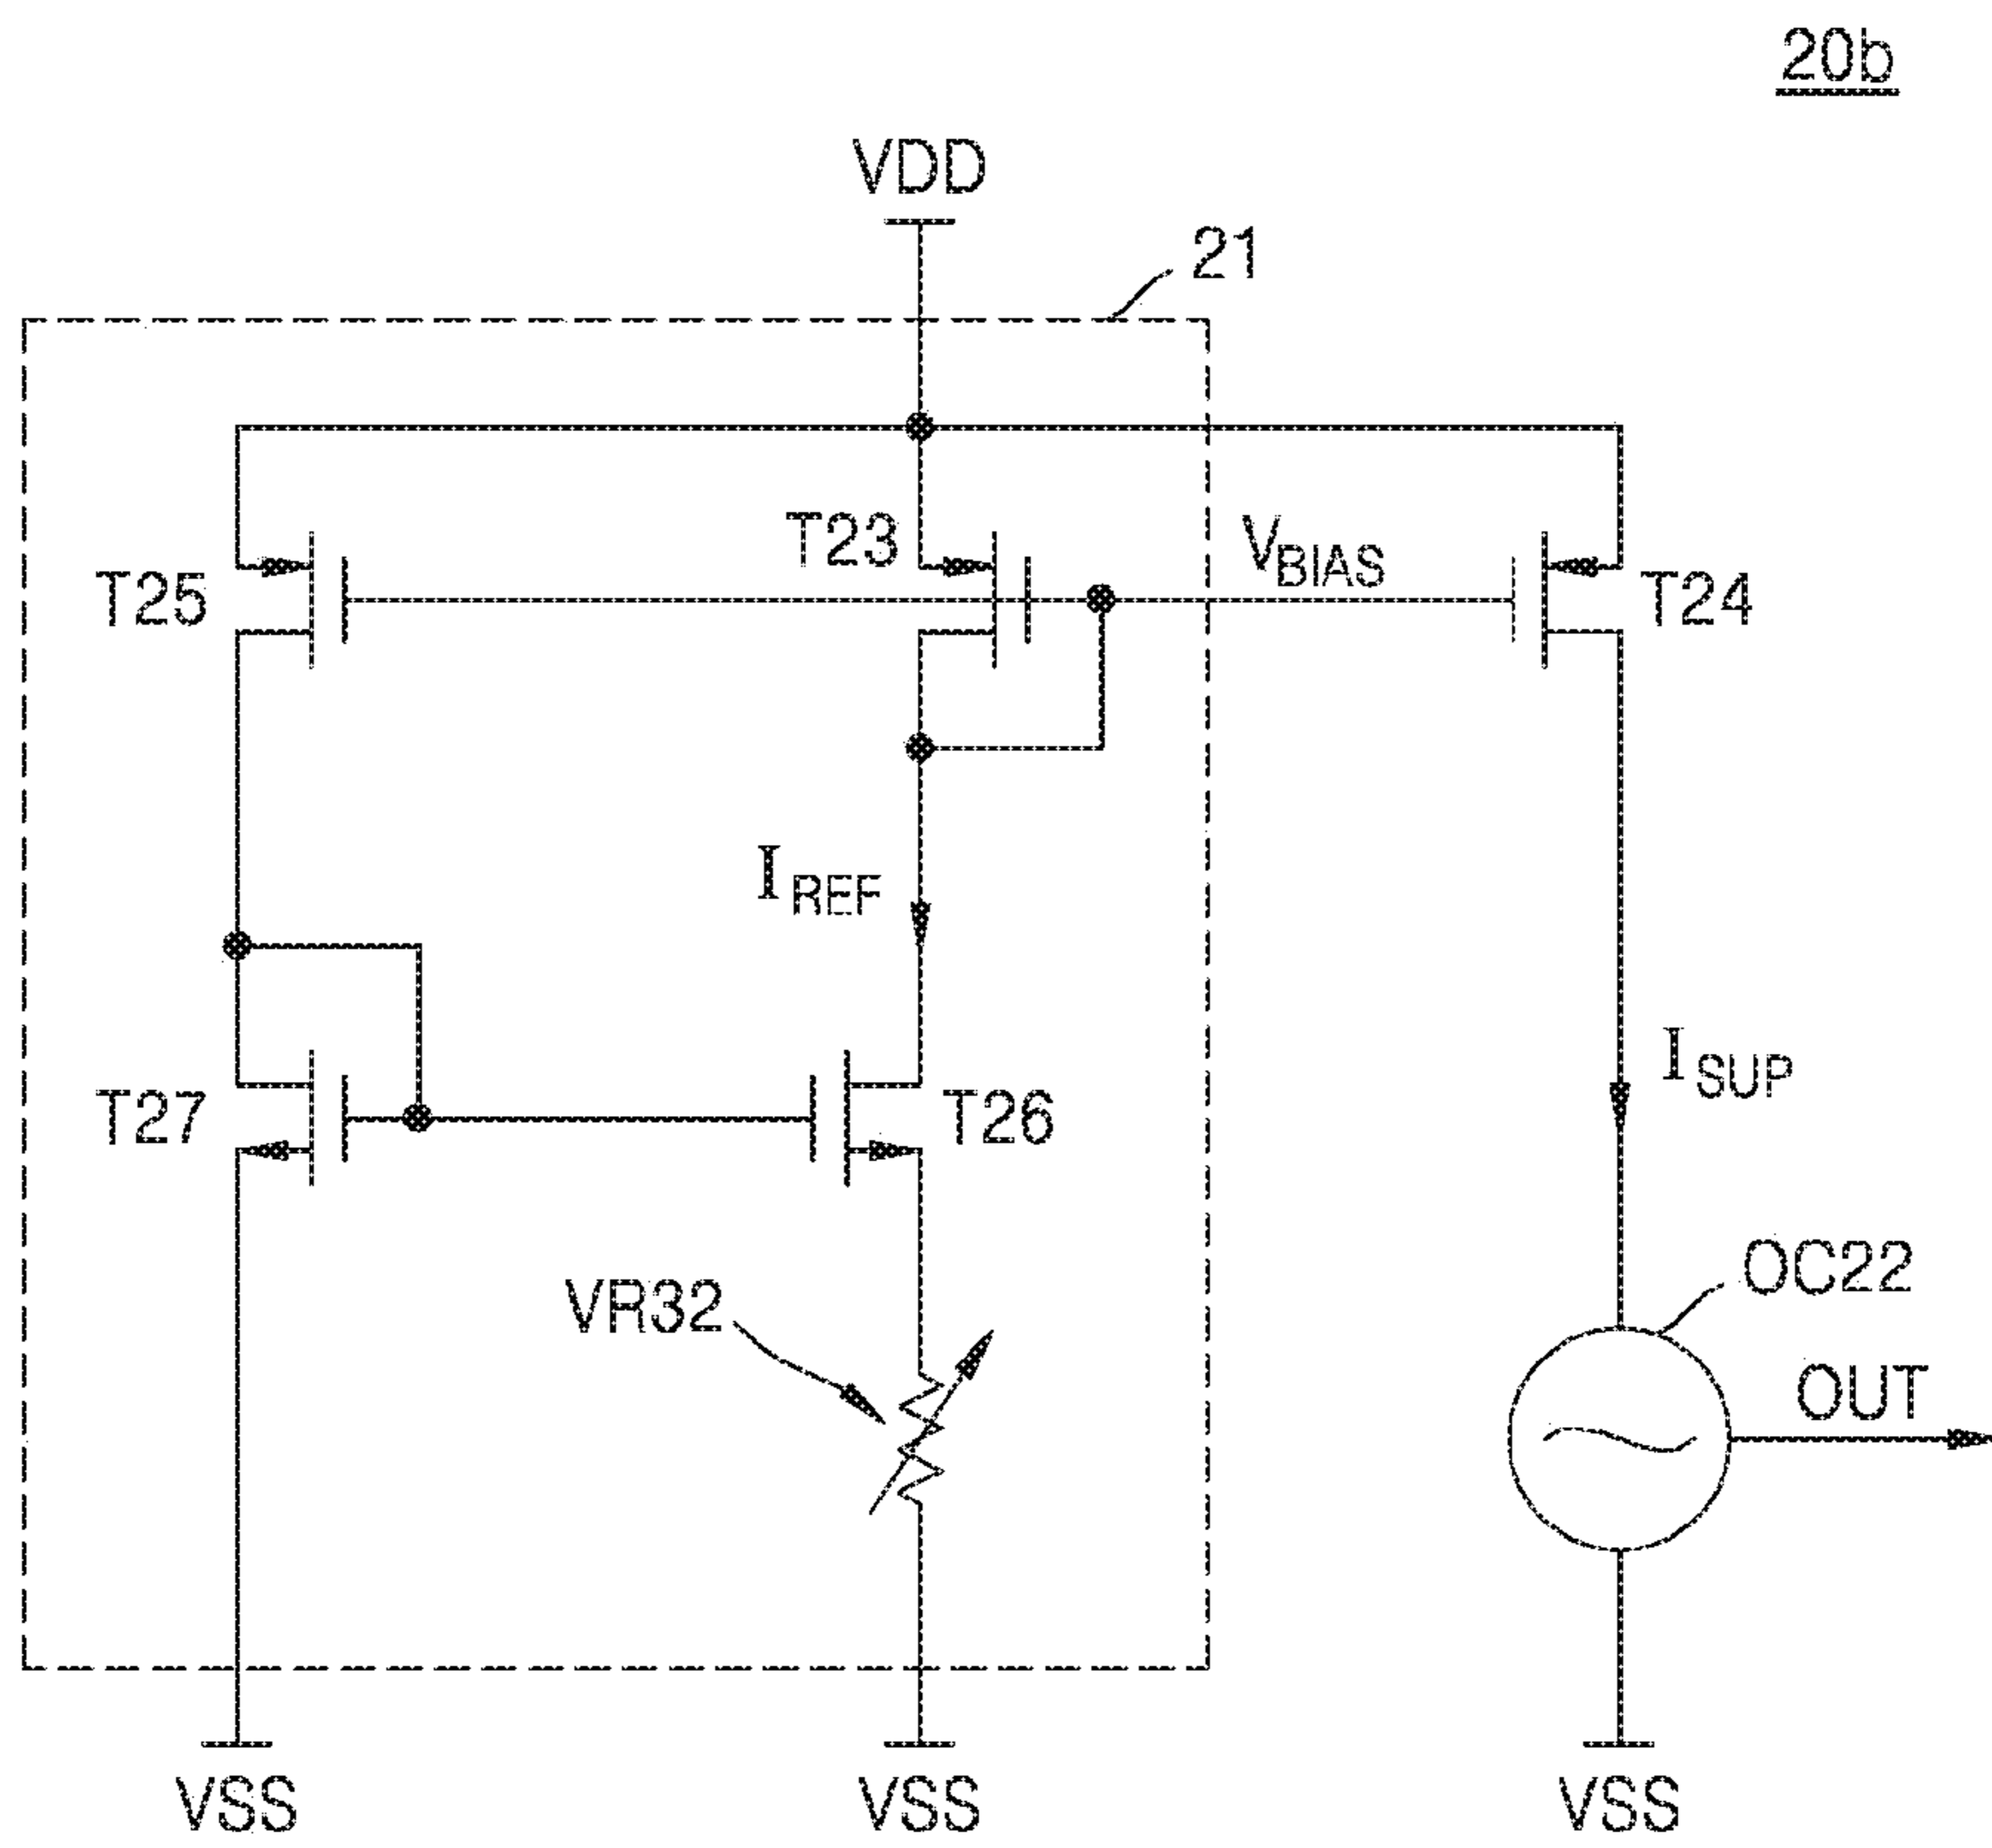 20b
VDD
21
T25
T23
VBIAS
T24
IREF
ISUP
T27
T26
VR32
OC22
OUT
VSS
VSS
VSS